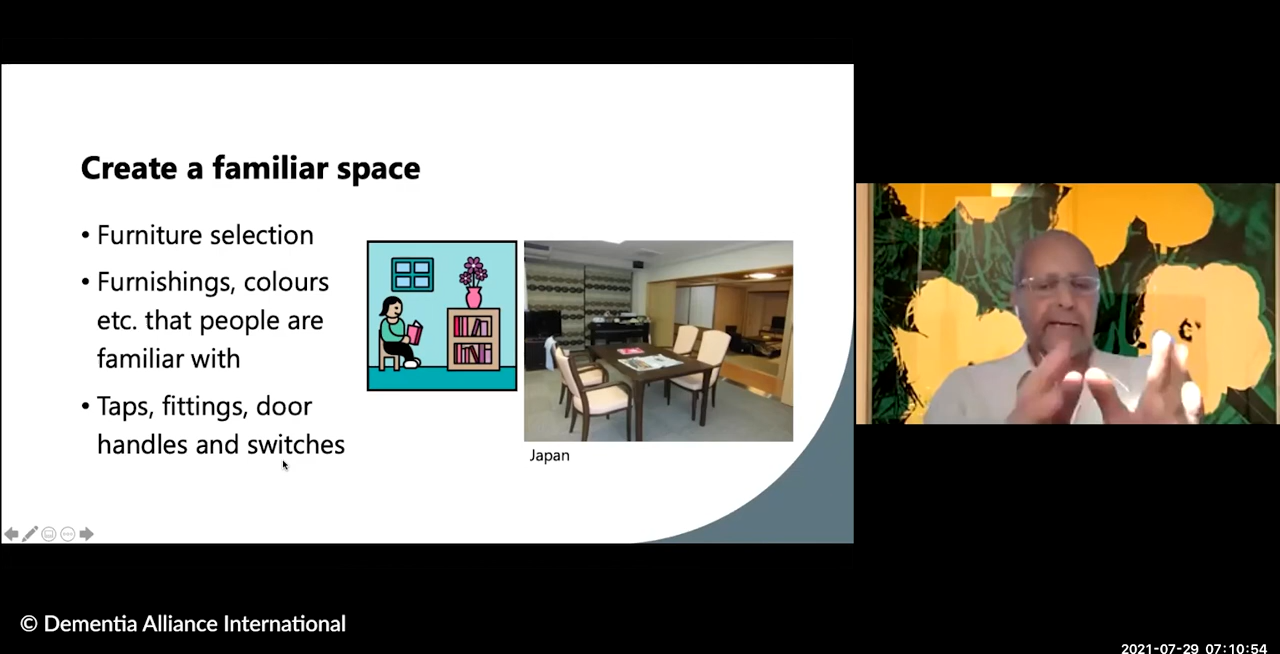 Create a familiar space
• Furniture selection
• Furnishings, colours
etc. that people are
familiar with
• Taps, fittings, door
handles and switches
Japan
© Dementia Alliance International
2021-07-29 07:10:54